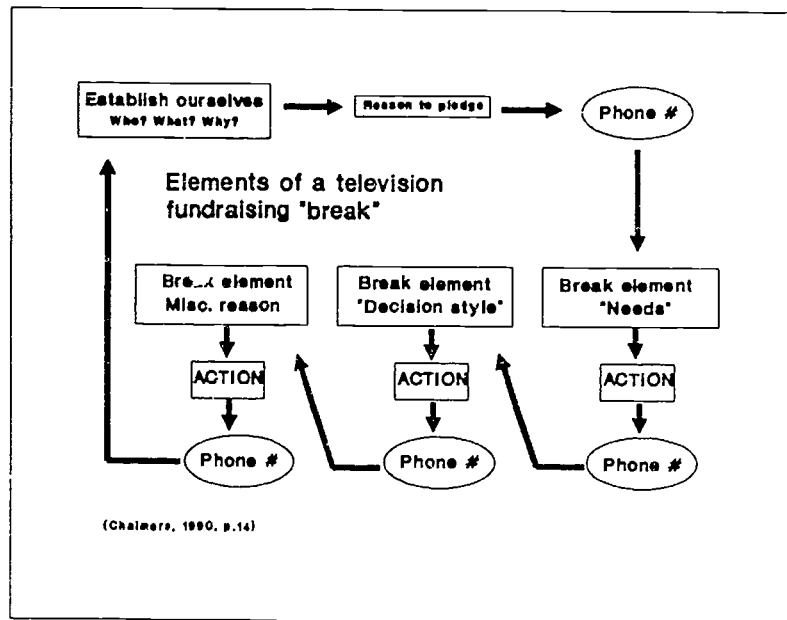 Establish ourselves
Who? What? Why?
Reason to pledge
Phone #
Elements of a television
fundraising "break"
Break element
Misc. reason
Break element
"Decision style"
Break element
"Needs"
ACTION
ACTION
ACTION
Phone #
Phone #
Phone #
(Chalmers, 1990, p.14)